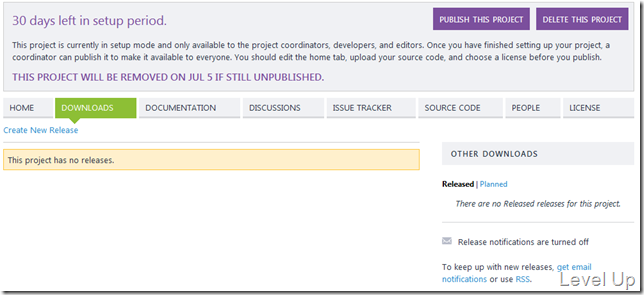 30 days left in setup period.
PUBLISH THIS PROJECT
DELETE THIS PROJECT
This project is currently in setup mode and only available to the project coordinators, developers, and editors. Once you have finished setting up your project, a
coordinator can publish it to make it available to everyone. You should edit the home tab, upload your source code, and choose a license before you publish.
THIS PROJECT WILL BE REMOVED ON JUL 5 IF STILL UNPUBLISHED.
HOME DOWNLOADS DOCUMENTATION DISCUSSIONS ISSUE TRACKER SOURCE CODE PEOPLE LICENSE
Create New Release
This project has no releases.
OTHER DOWNLOADS
Released | Planned
There are no Released releases for this project.
Release notifications are turned off
To keep up with new releases, get email
notifications or use RSS.
Level Up